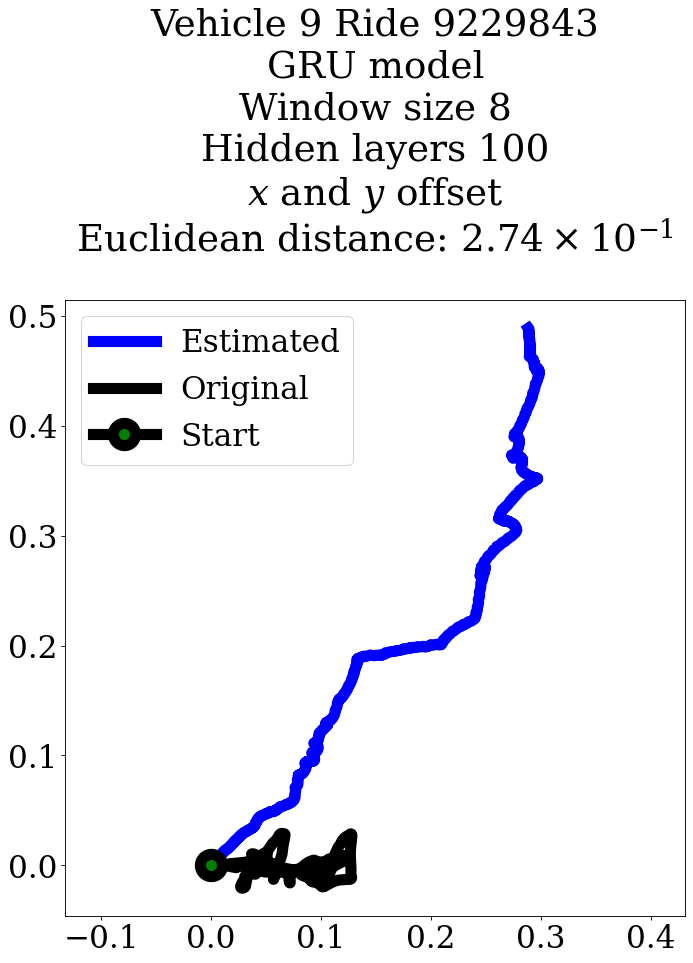 Vehicle 9 Ride 9229843
GRU model
Window size 8
Hidden layers 100
x and y offset
Euclidean distance: 2.74 × 10⁻¹
Estimated
Original
Start
0.5
0.4
0.3
0.2
0.1
0.0
−0.1 0.0 0.1 0.2 0.3 0.4